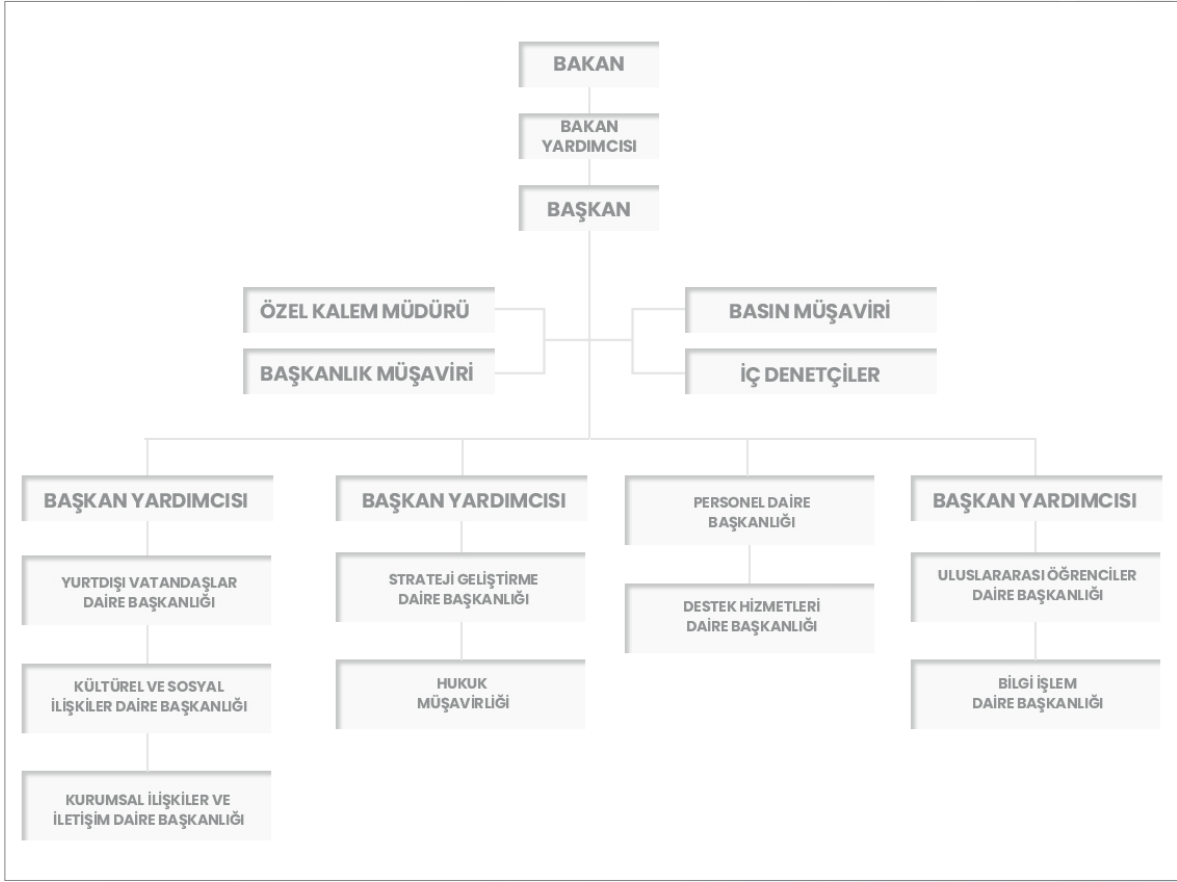 BAKAN
BAKAN
YARDIMCISI
BAŞKAN
ÖZEL KALEM MÜDÜRÜ
BASIN MÜŞAVİRİ
BAŞKANLIK MÜŞAVİRİ
İÇ DENETÇİLER
BAŞKAN YARDIMCISI
YURTDIŞI VATANDAŞLAR
DAİRE BAŞKANLIĞI
KÜLTÜREL VE SOSYAL
İLİŞKİLER DAİRE BAŞKANLIĞI
KURUMSAL İLİŞKİLER VE
İLETİŞİM DAİRE BAŞKANLIĞI
BAŞKAN YARDIMCISI
STRATEJİ GELİŞTİRME
DAİRE BAŞKANLIĞI
HUKUK
MÜŞAVİRLİĞİ
PERSONEL DAİRE
BAŞKANLIĞI
DESTEK HİZMETLERİ
DAİRE BAŞKANLIĞI
BAŞKAN YARDIMCISI
ULUSLARARASI ÖĞRENCİLER
DAİRE BAŞKANLIĞI
BİLGİ İŞLEM
DAİRE BAŞKANLIĞI